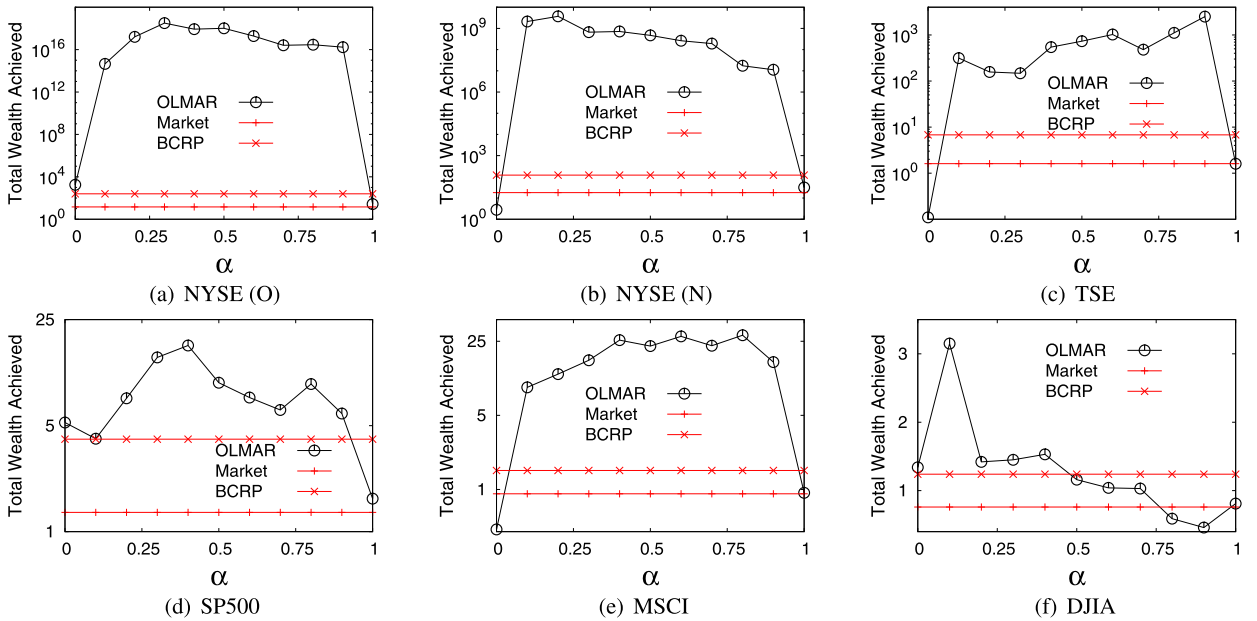 Total Wealth Achieved
10^16
10^12
10^8
10^4
10^0
OLMAR
Market
BCRP
0 0.25 0.5 0.75 1
α
(a) NYSE (O)
Total Wealth Achieved
10^9
10^6
10^3
10^0
OLMAR
Market
BCRP
0 0.25 0.5 0.75 1
α
(b) NYSE (N)
Total Wealth Achieved
10^3
10^2
10^1
10^0
OLMAR
Market
BCRP
0 0.25 0.5 0.75 1
α
(c) TSE
Total Wealth Achieved
25
5
1
OLMAR
Market
BCRP
0 0.25 0.5 0.75 1
α
(d) SP500
Total Wealth Achieved
25
5
1
OLMAR
Market
BCRP
0 0.25 0.5 0.75 1
α
(e) MSCI
Total Wealth Achieved
3
2
1
OLMAR
Market
BCRP
0 0.25 0.5 0.75 1
α
(f) DJIA